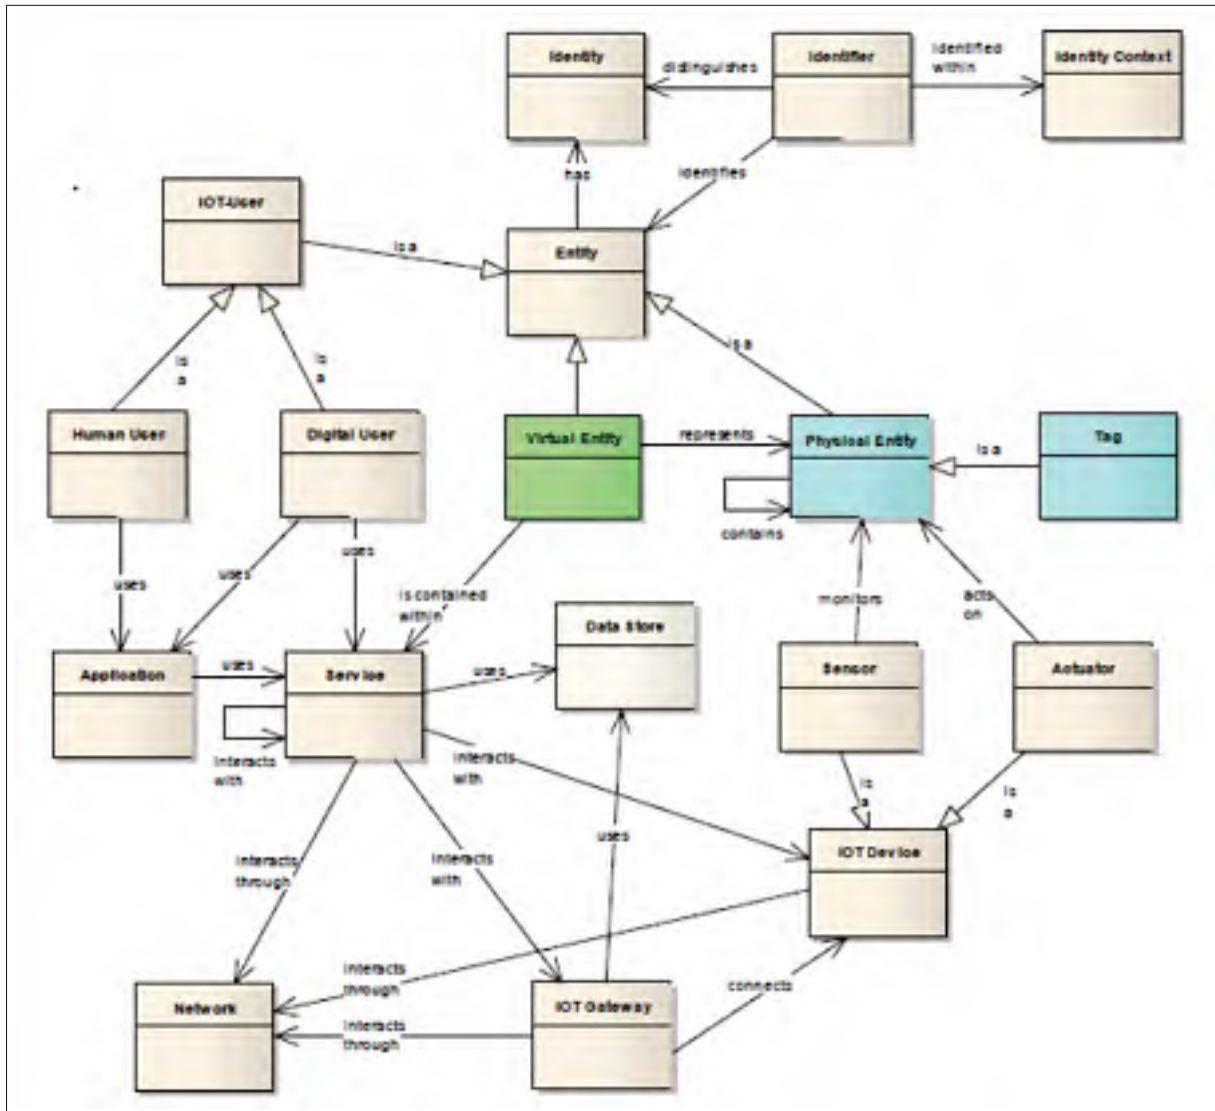 Identity
Identifier
Identity Context
distinguishes
Identified
within
has
identifies
IOT-User
is a
Entity
is
a
is
a
is a
Human User
Digital User
Virtual Entity
represents
Physical Entity
is a
Tag
contains
uses
uses
uses
is contained
within
monitors
acts
on
Data Store
Application
uses
Service
uses
Sensor
Actuator
interacts
with
interacts
with
is
a
is
a
uses
IOT Device
interacts
through
interacts
with
interacts
through
connects
Network
IOT Gateway
interacts
through